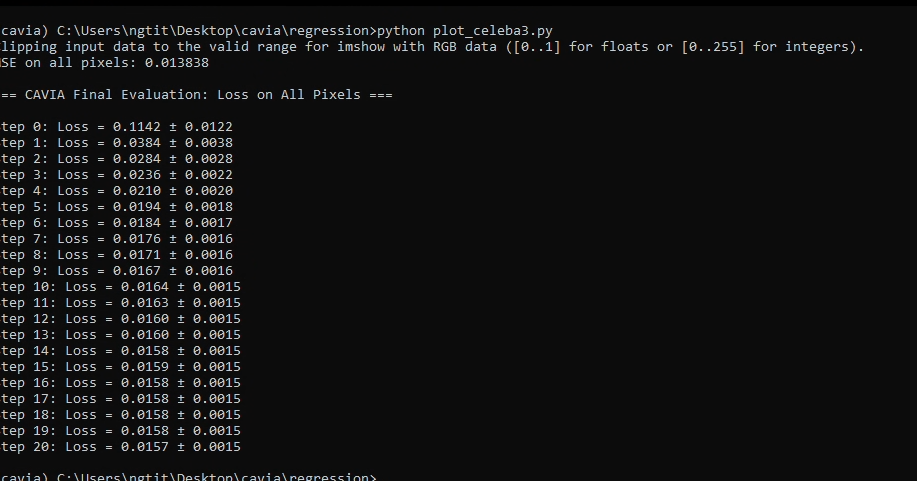 cavia) C:\Users\ngtit\Desktop\cavia\regression>python plot_celeba3.py
lipping input data to the valid range for imshow with RGB data ([0..1] for floats or [0..255] for integers).
SE on all pixels: 0.013838
== CAVIA Final Evaluation: Loss on All Pixels ===
tep 0: Loss = 0.1142 ± 0.0122
tep 1: Loss = 0.0384 ± 0.0038
tep 2: Loss = 0.0284 ± 0.0028
tep 3: Loss = 0.0236 ± 0.0022
tep 4: Loss = 0.0210 ± 0.0020
tep 5: Loss = 0.0194 ± 0.0018
tep 6: Loss = 0.0184 ± 0.0017
tep 7: Loss = 0.0176 ± 0.0016
tep 8: Loss = 0.0171 ± 0.0016
tep 9: Loss = 0.0167 ± 0.0016
tep 10: Loss = 0.0164 ± 0.0015
tep 11: Loss = 0.0163 ± 0.0015
tep 12: Loss = 0.0160 ± 0.0015
tep 13: Loss = 0.0160 ± 0.0015
tep 14: Loss = 0.0158 ± 0.0015
tep 15: Loss = 0.0159 ± 0.0015
tep 16: Loss = 0.0158 ± 0.0015
tep 17: Loss = 0.0158 ± 0.0015
tep 18: Loss = 0.0158 ± 0.0015
tep 19: Loss = 0.0158 ± 0.0015
tep 20: Loss = 0.0157 ± 0.0015
cavia) C:\Users\ngtit\Desktop\cavia\regression>